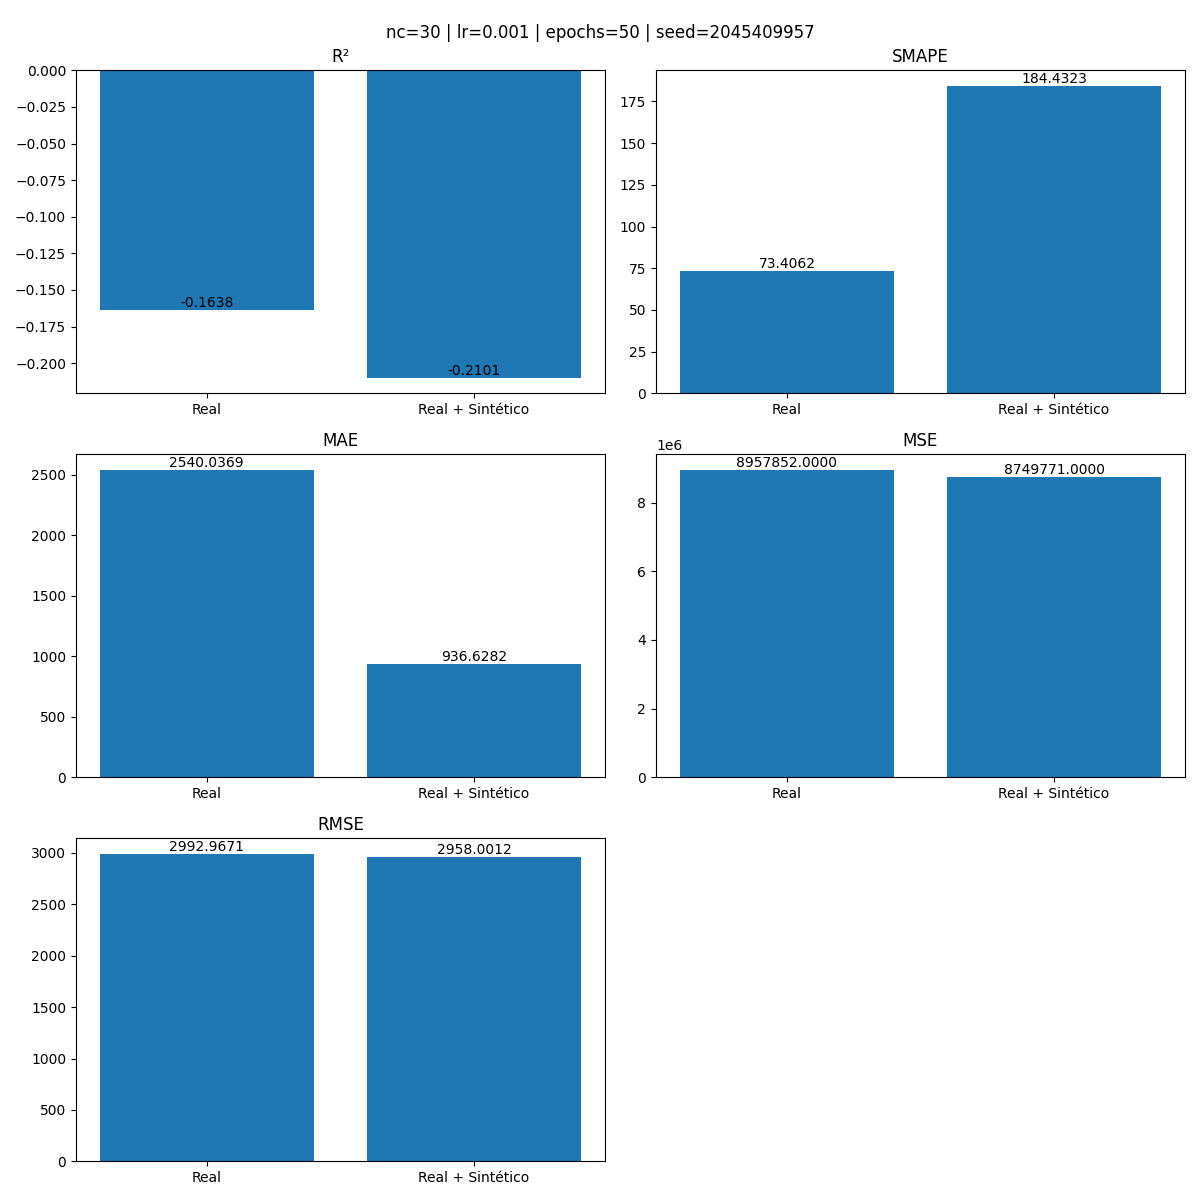 nc=30 | lr=0.001 | epochs=50 | seed=2045409957
R²
0.000
−0.025
−0.050
−0.075
−0.100
−0.125
−0.150
−0.175
−0.200
-0.1638
-0.2101
Real
Real + Sintético
SMAPE
175
150
125
100
75
50
25
0
73.4062
184.4323
Real
Real + Sintético
MAE
2500
2000
1500
1000
500
0
2540.0369
936.6282
Real
Real + Sintético
MSE
1e6
8
6
4
2
0
8957852.0000
8749771.0000
Real
Real + Sintético
RMSE
3000
2500
2000
1500
1000
500
0
2992.9671
2958.0012
Real
Real + Sintético